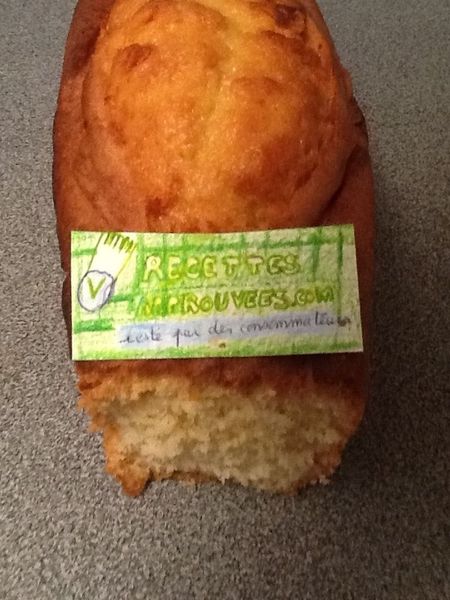 V
RECETTES
APPROUVEES.COM
testé par des consommateurs